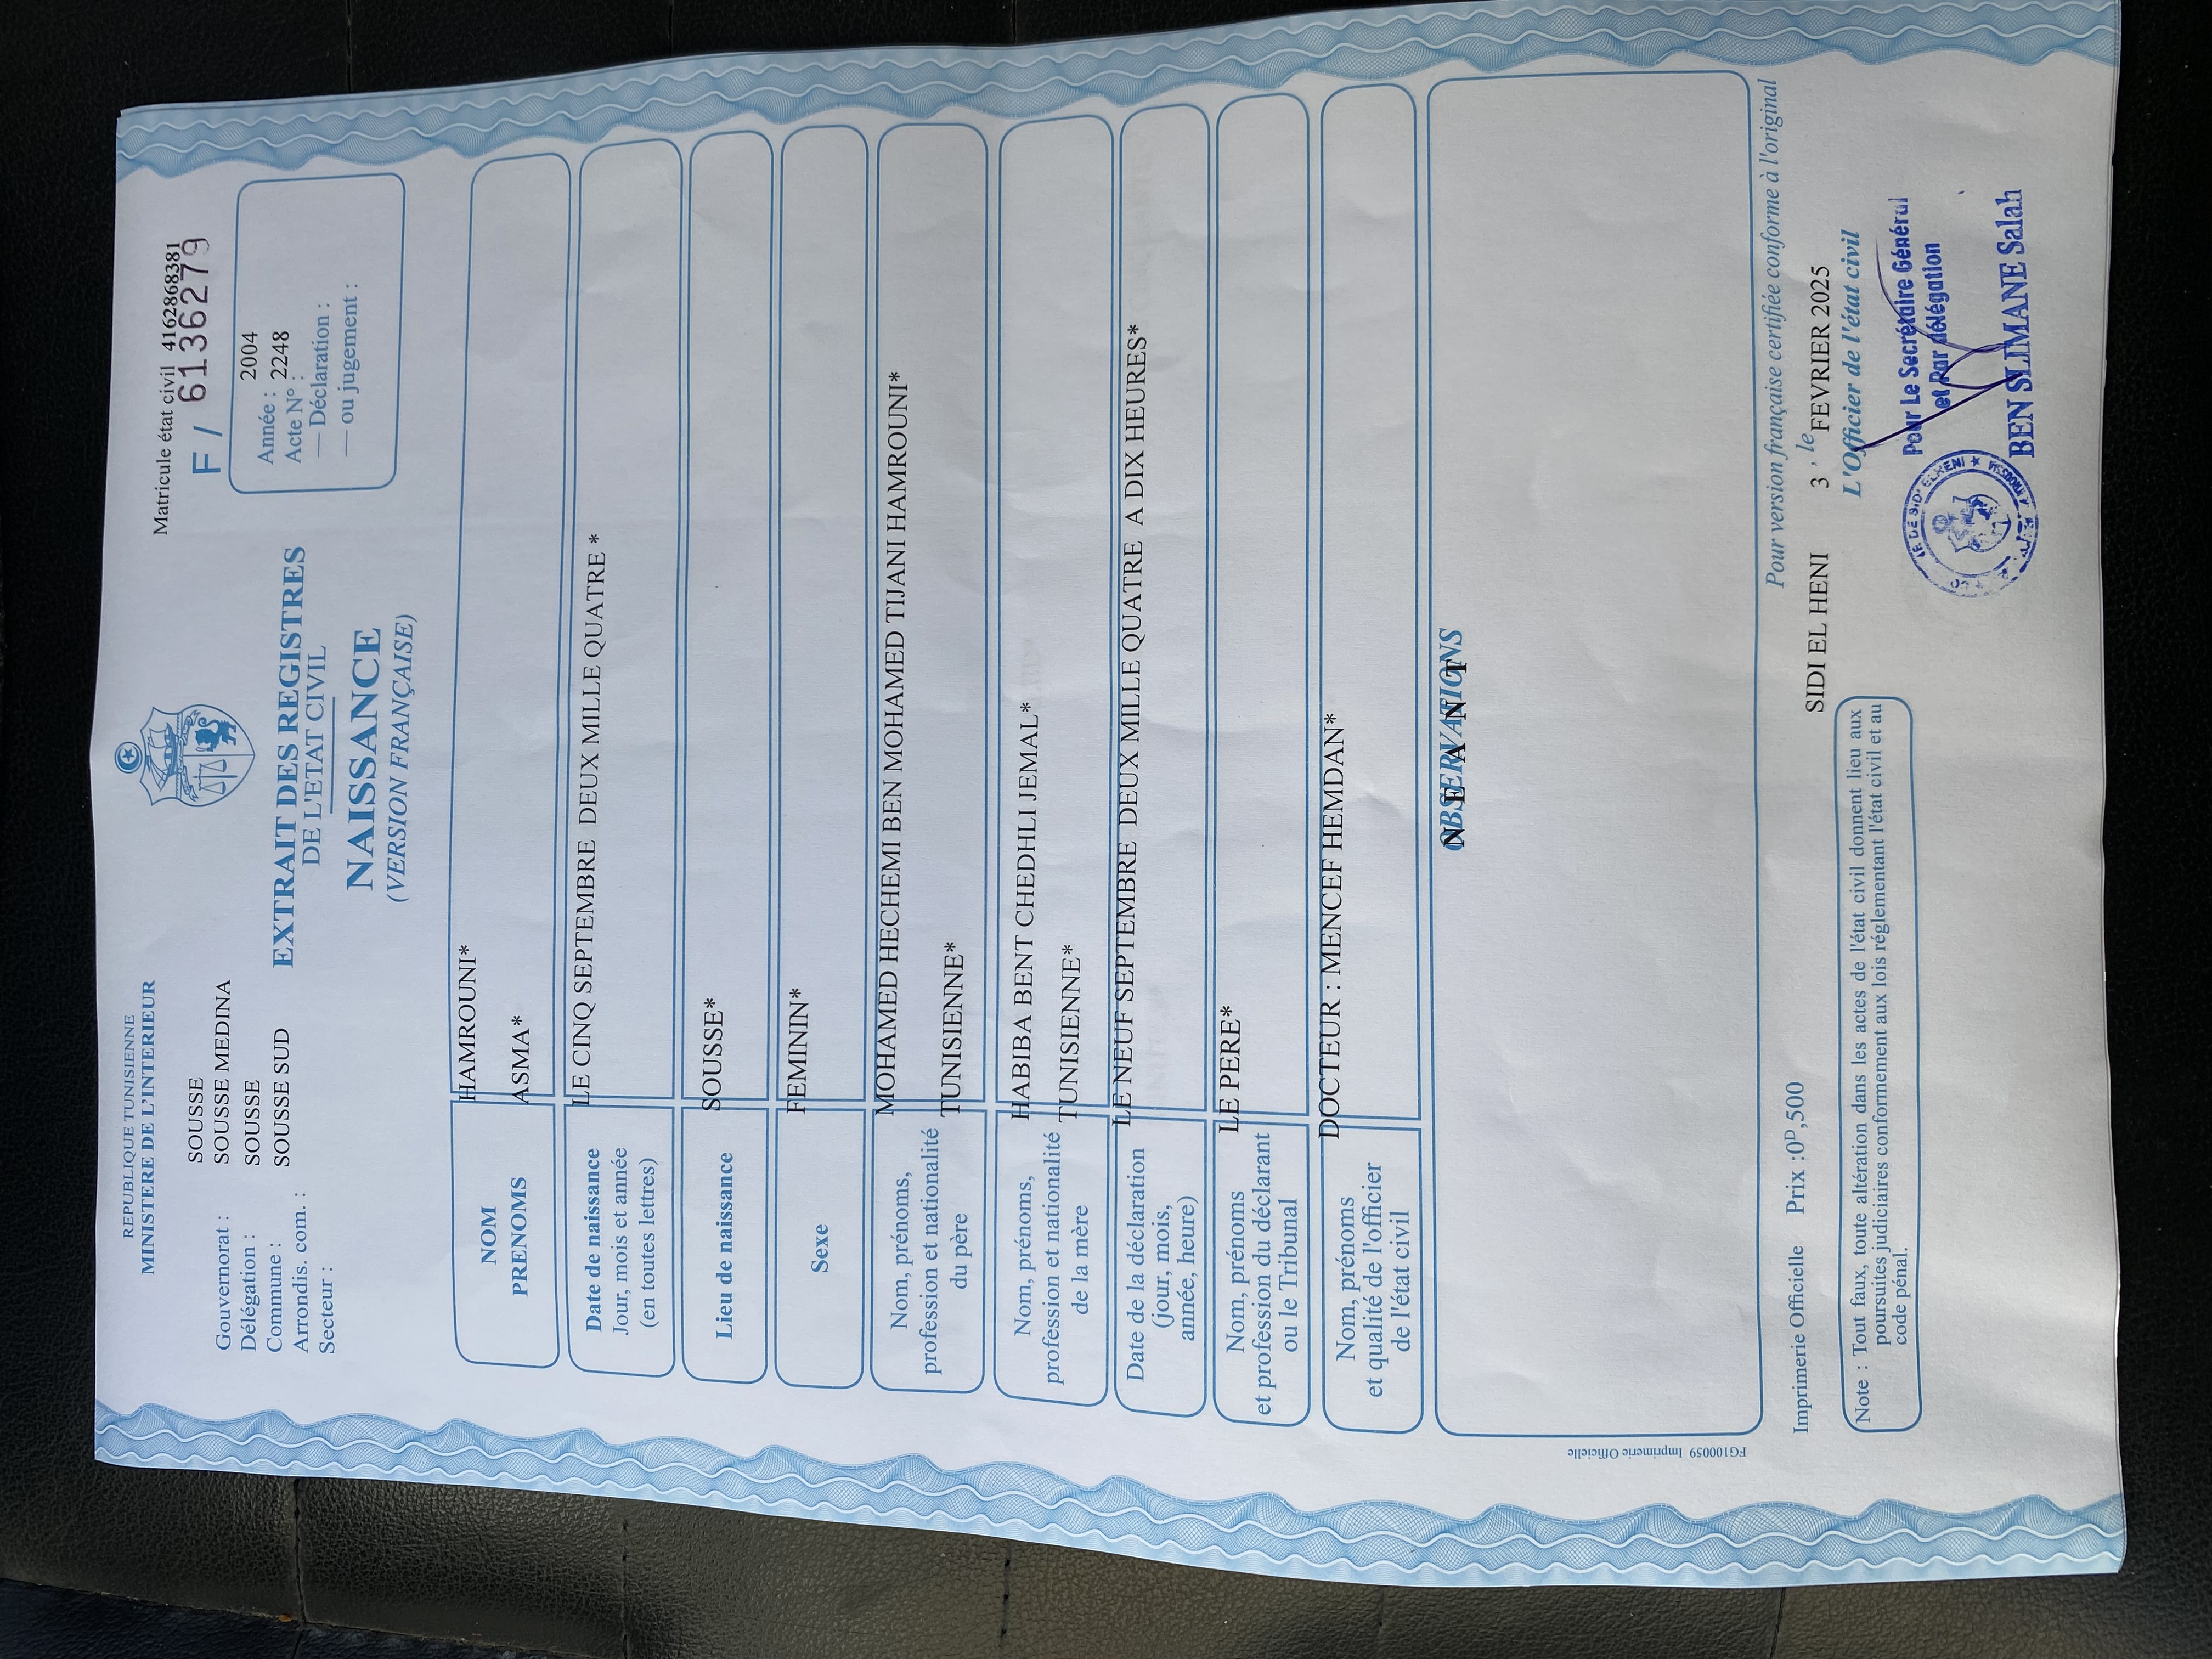 REPUBLIQUE TUNISIENNE
MINISTERE DE L'INTERIEUR
Matricule état civil 41628688381
F / 6136279
Gouvernorat : SOUSSE
Délégation : SOUSSE MEDINA
Commune : SOUSSE
Arrondis. com. : SOUSSE SUD
Secteur :
Année : 2004
Acte N° : 2248
— Déclaration :
— ou jugement :
EXTRAIT DES REGISTRES
DE L'ETAT CIVIL
NAISSANCE
(VERSION FRANÇAISE)
NOM HAMROUNI*
PRENOMS ASMA*
Date de naissance
Jour, mois et année
(en toutes lettres)
LE CINQ SEPTEMBRE DEUX MILLE QUATRE *
Lieu de naissance SOUSSE*
Sexe FEMININ*
Nom, prénoms,
profession et nationalité
du père
MOHAMED HECHEMI BEN MOHAMED TIJANI HAMROUNI*
TUNISIENNE*
Nom, prénoms,
profession et nationalité
de la mère
HABIBA BENT CHEDHLI JEMAL*
TUNISIENNE*
Date de la déclaration
(jour, mois,
année, heure)
LE NEUF SEPTEMBRE DEUX MILLE QUATRE A DIX HEURES*
Nom, prénoms
et profession du déclarant
ou le Tribunal
LE PERE*
Nom, prénoms
et qualité de l'officier
de l'état civil
DOCTEUR : MENCEF HEMDAN*
OBSERVATIONS
N E A N T
FG100059 Imprimerie Officielle
Pour version française certifiée conforme à l'original
Imprimerie Officielle Prix :0ᴰ,500
SIDI EL HENI 3 , le FEVRIER 2025
L'Officier de l'état civil
Note : Tout faux, toute altération dans les actes de l'état civil donnent lieu aux
poursuites judiciaires conformement aux lois réglementant l'état civil et au
code pénal.
Pour Le Secrétaire Général
et Par délégation
BEN SLIMANE Salah